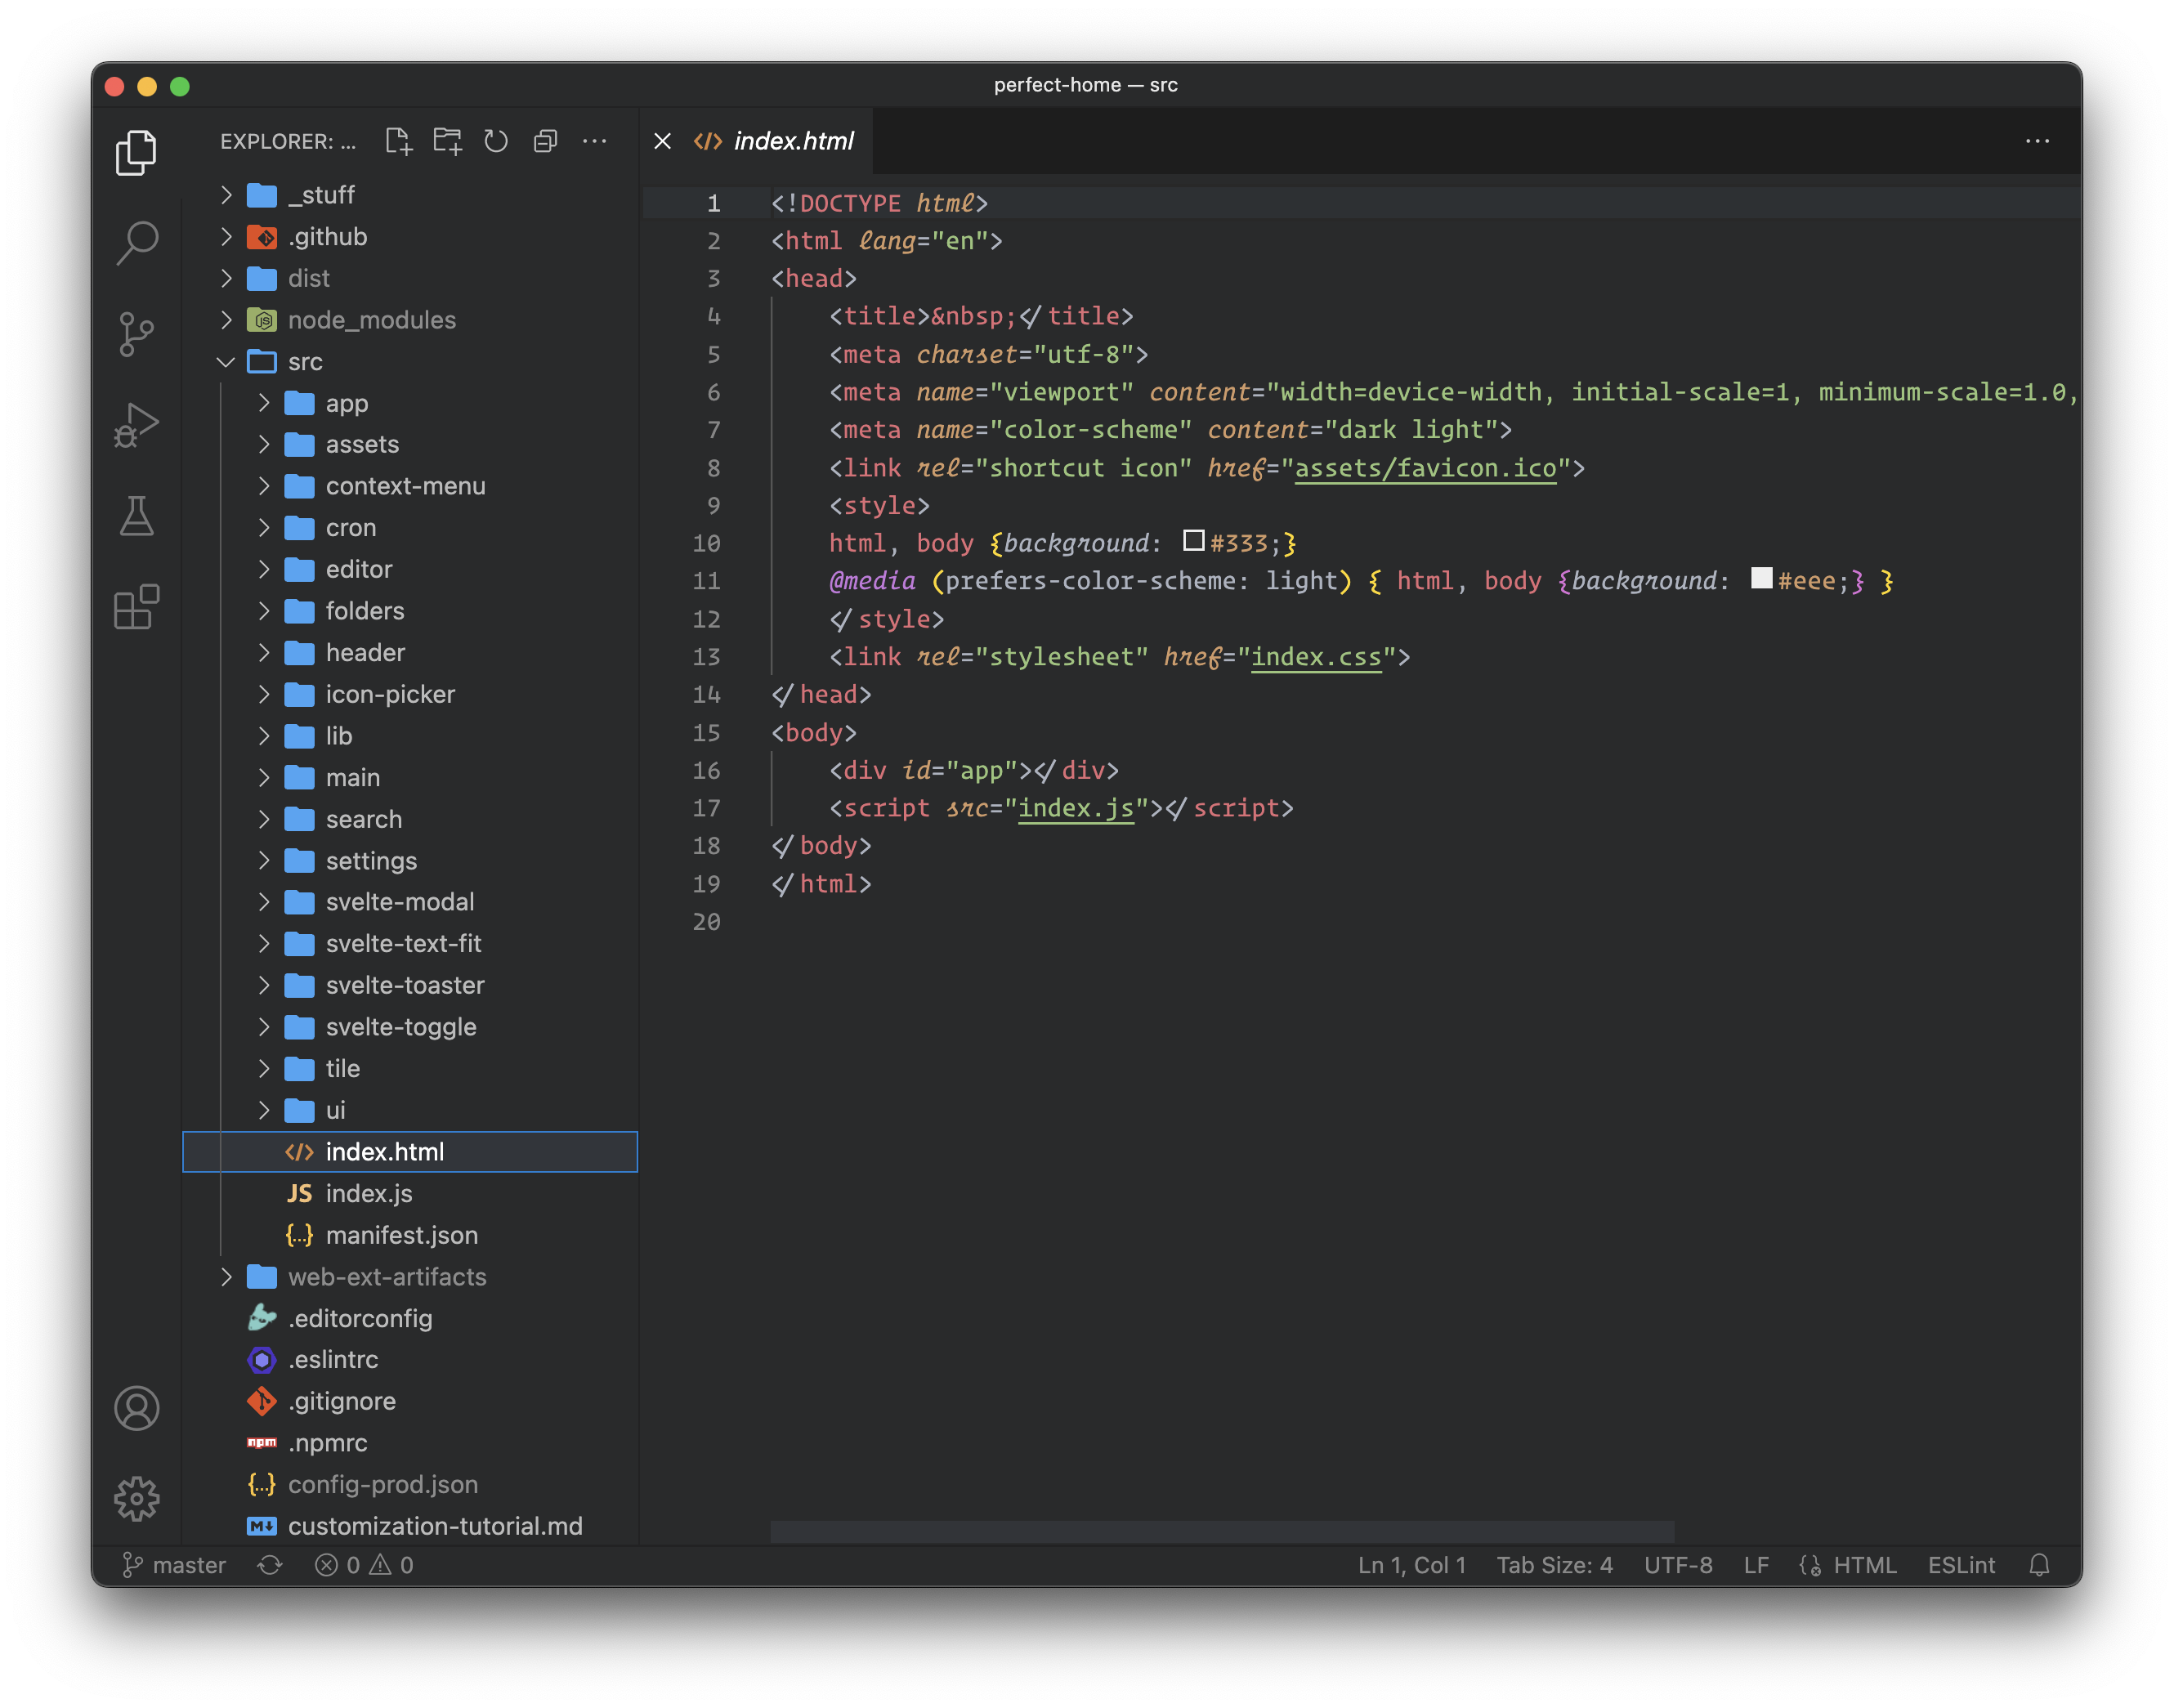 perfect-home — src
EXPLORER: ...
index.html
_stuff
.github
dist
node_modules
src
app
assets
context-menu
cron
editor
folders
header
icon-picker
lib
main
search
settings
svelte-modal
svelte-text-fit
svelte-toaster
svelte-toggle
tile
ui
index.html
JS index.js
{...} manifest.json
web-ext-artifacts
.editorconfig
.eslintrc
.gitignore
npm .npmrc
{...} config-prod.json
M customization-tutorial.md
1 <!DOCTYPE html>
2 <html lang="en">
3 <head>
4 <title>&nbsp;</title>
5 <meta charset="utf-8">
6 <meta name="viewport" content="width=device-width, initial-scale=1, minimum-scale=1.0,
7 <meta name="color-scheme" content="dark light">
8 <link rel="shortcut icon" href="assets/favicon.ico">
9 <style>
10 html, body {background: #333;}
11 @media (prefers-color-scheme: light) { html, body {background: #eee;} }
12 </style>
13 <link rel="stylesheet" href="index.css">
14 </head>
15 <body>
16 <div id="app"></div>
17 <script src="index.js"></script>
18 </body>
19 </html>
20
master 0 0 Ln 1, Col 1 Tab Size: 4 UTF-8 LF HTML ESLint